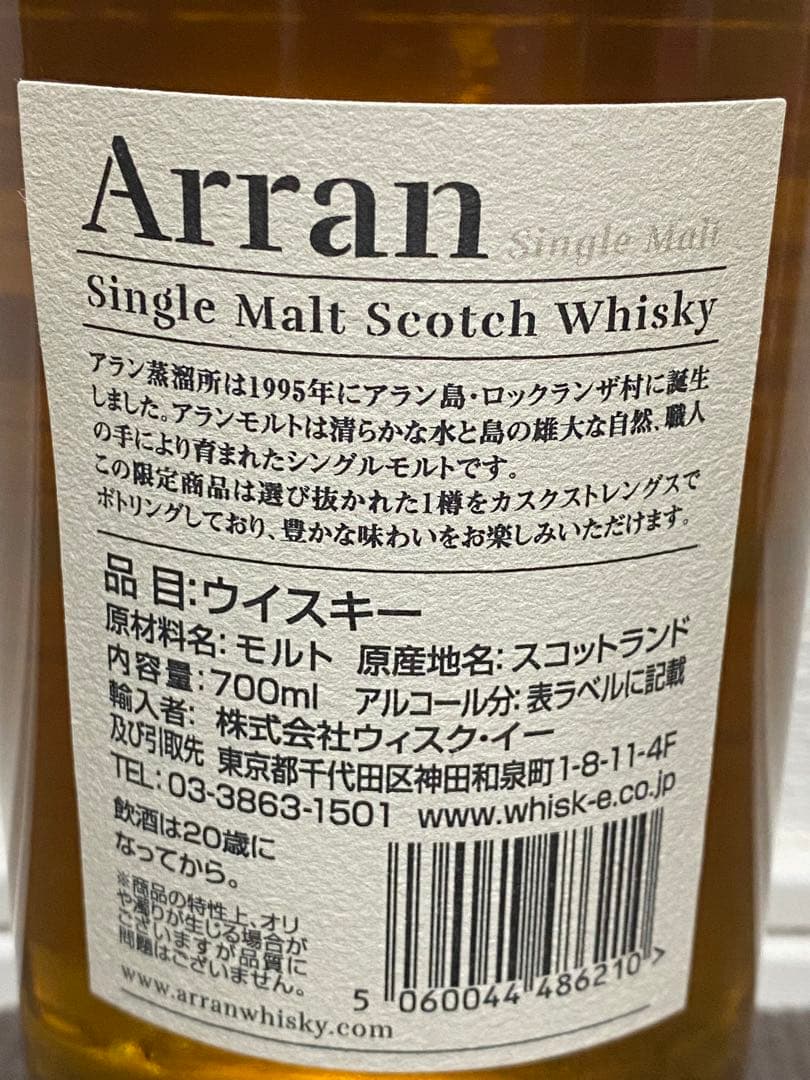 Arran Single Malt
Single Malt Scotch Whisky
アラン蒸溜所は1995年にアラン島・ロックランザ村に誕生
しました。アランモルトは清らかな水と島の雄大な自然、職人
の手により育まれたシングルモルトです。
この限定商品は選び抜かれた1樽をカスクストレングスで
ボトリングしており、豊かな味わいをお楽しみいただけます。
品目:ウイスキー
原材料名:モルト 原産地名:スコットランド
内容量:700ml アルコール分:表ラベルに記載
輸入者: 株式会社ウィスク・イー
及び引取先 東京都千代田区神田和泉町1-8-11-4F
TEL:03-3863-1501 www.whisk-e.co.jp
飲酒は20歳に
なってから。
※商品の特性上、オリ
や濁りが生じる場合が
ございますが品質に
問題はございません。
www.arranwhisky.com
5 060044 486210 >